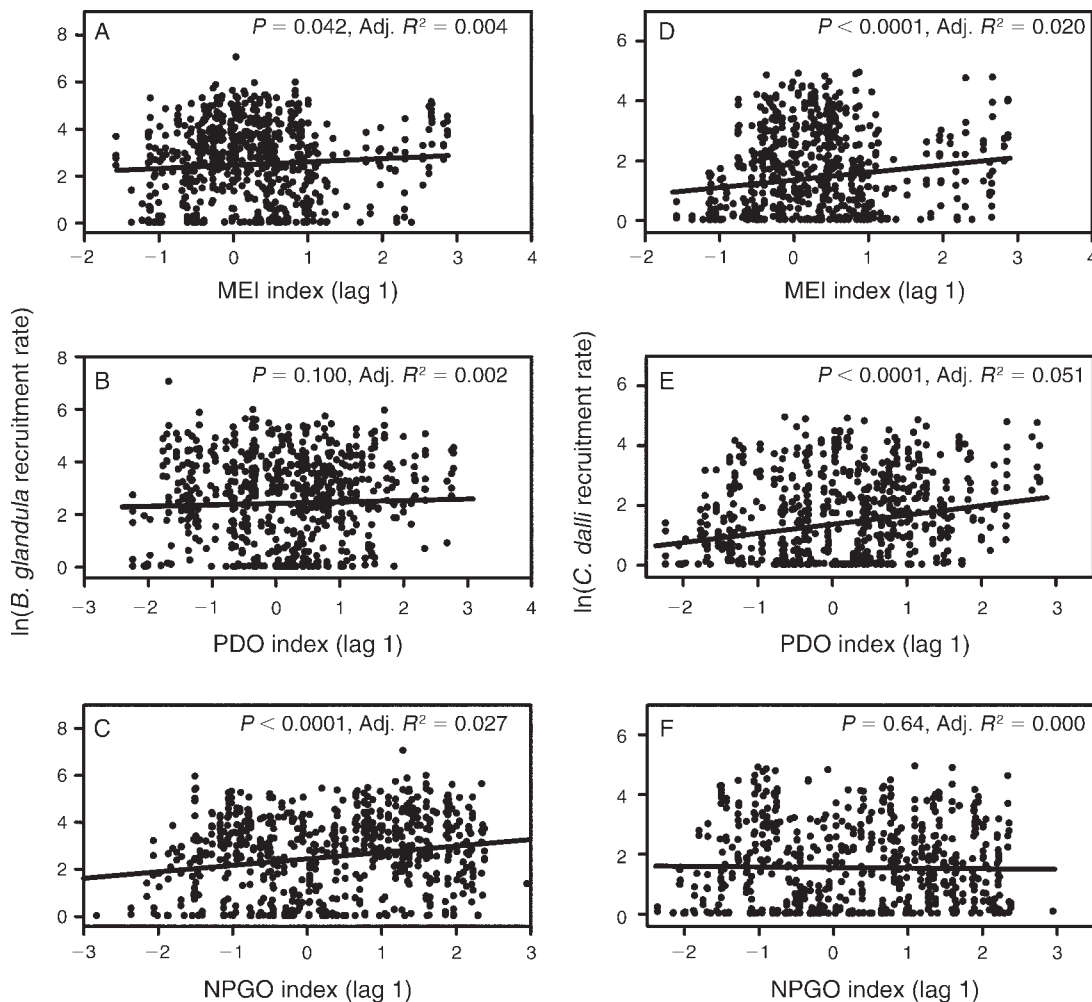 A
P = 0.042, Adj. R² = 0.004
8
6
4
2
0
−2 −1 0 1 2 3 4
MEI index (lag 1)
D
P < 0.0001, Adj. R² = 0.020
6
4
2
0
−2 −1 0 1 2 3 4
MEI index (lag 1)
ln(B. glandula recruitment rate)
B
P = 0.100, Adj. R² = 0.002
8
6
4
2
0
−3 −2 −1 0 1 2 3 4
PDO index (lag 1)
ln(C. dalli recruitment rate)
E
P < 0.0001, Adj. R² = 0.051
6
4
2
0
−2 −1 0 1 2 3
PDO index (lag 1)
C
P < 0.0001, Adj. R² = 0.027
8
6
4
2
0
−3 −2 −1 0 1 2 3
NPGO index (lag 1)
F
P = 0.64, Adj. R² = 0.000
6
4
2
0
−2 −1 0 1 2 3
NPGO index (lag 1)